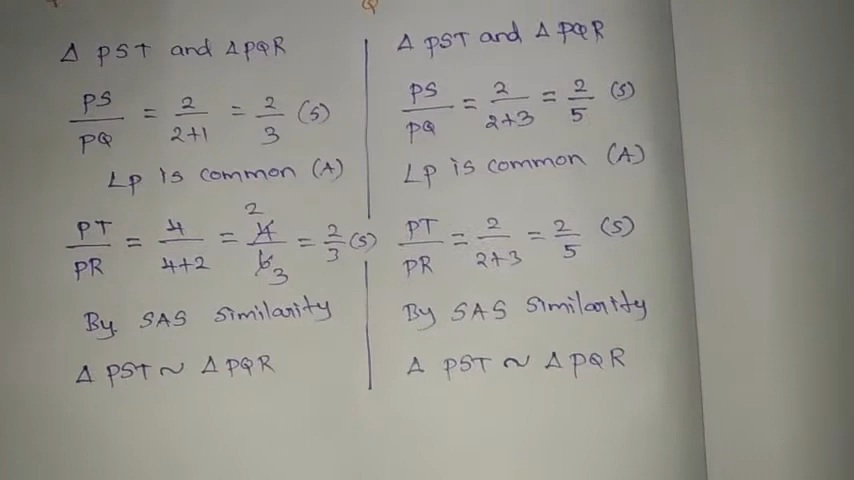 Q
Δ PST and Δ PQR
PS/PQ = 2/2+1 = 2/3 (S)
∠P is common (A)
PT/PR = 4/4+2 = 4/6 = 2/3 (S)
By SAS Similarity
Δ PST ~ Δ PQR
Δ PST and Δ PQR
PS/PQ = 2/2+3 = 2/5 (S)
∠P is common (A)
PT/PR = 2/2+3 = 2/5 (S)
By SAS Similarity
Δ PST ~ Δ PQR